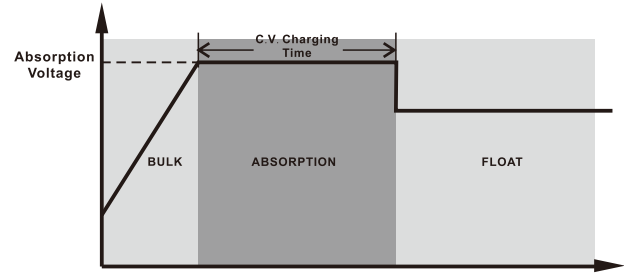 C.V. Charging
Time
Absorption
Voltage
BULK
ABSORPTION
FLOAT